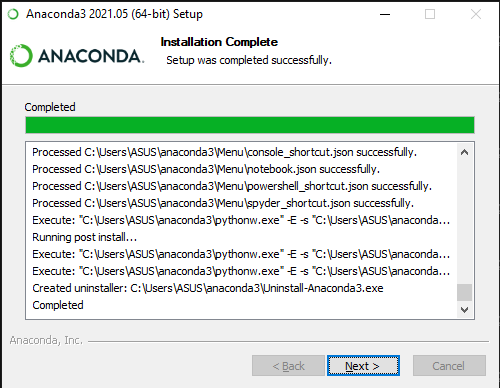 Anaconda3 2021.05 (64-bit) Setup
Installation Complete
Setup was completed successfully.
ANACONDA.
Completed
Processed C:\Users\ASUS\anaconda3\Menu\console_shortcut.json successfully.
Processed C:\Users\ASUS\anaconda3\Menu\notebook.json successfully.
Processed C:\Users\ASUS\anaconda3\Menu\powershell_shortcut.json successfully.
Processed C:\Users\ASUS\anaconda3\Menu\spyder_shortcut.json successfully.
Execute: "C:\Users\ASUS\anaconda3\pythonw.exe" -E -s "C:\Users\ASUS\anaconda...
Running post install...
Execute: "C:\Users\ASUS\anaconda3\pythonw.exe" -E -s "C:\Users\ASUS\anaconda...
Execute: "C:\Users\ASUS\anaconda3\pythonw.exe" -E -s "C:\Users\ASUS\anaconda...
Created uninstaller: C:\Users\ASUS\anaconda3\Uninstall-Anaconda3.exe
Completed
Anaconda, Inc.
< Back
Next >
Cancel